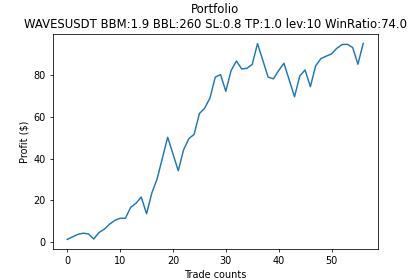 Portfolio
WAVESUSDT BBM:1.9 BBL:260 SL:0.8 TP:1.0 lev:10 WinRatio:74.0
80
60
40
20
0
Profit ($)
0 10 20 30 40 50
Trade counts